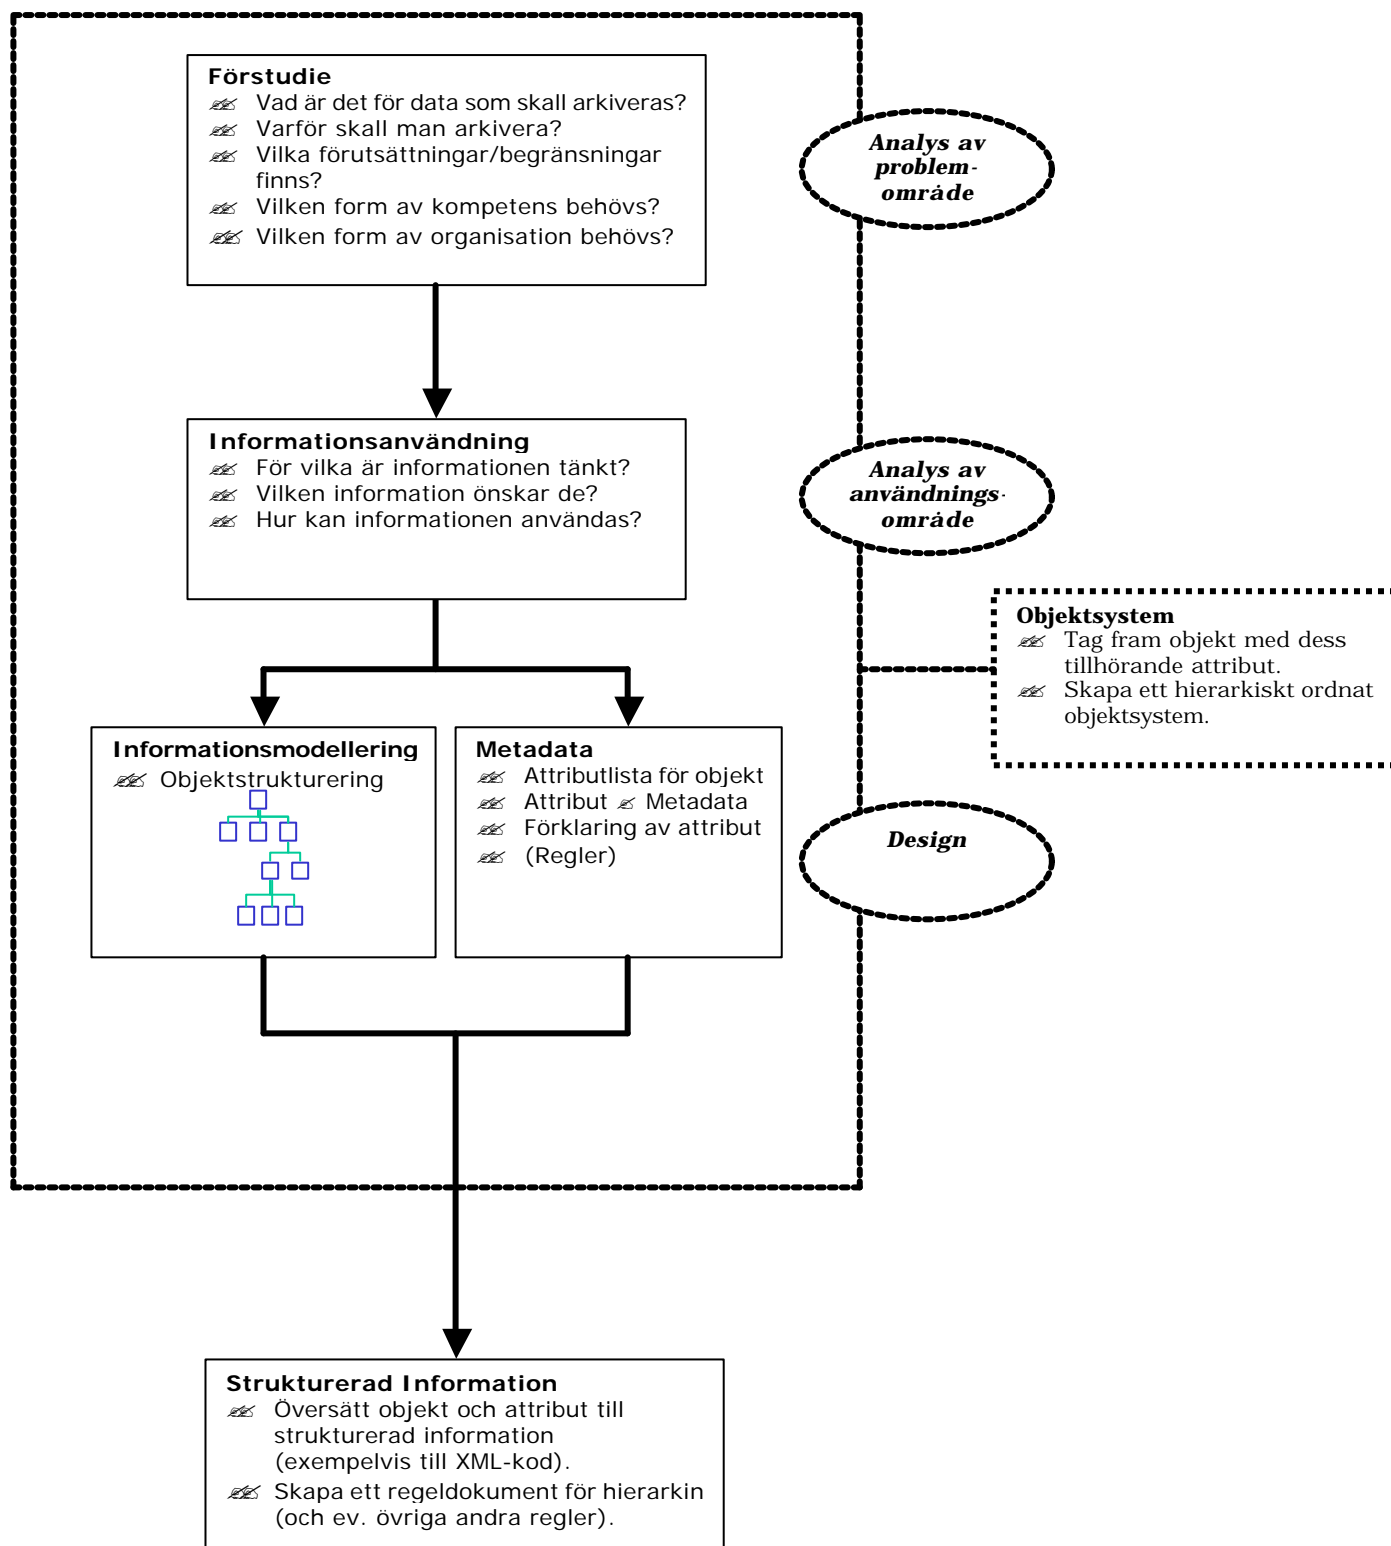 Förstudie
Vad är det för data som skall arkiveras?
Varför skall man arkivera?
Vilka förutsättningar/begränsningar
finns?
Vilken form av kompetens behövs?
Vilken form av organisation behövs?
Analys av
problem-
område
Informationsanvändning
För vilka är informationen tänkt?
Vilken information önskar de?
Hur kan informationen användas?
Analys av
användnings-
område
Objektsystem
Tag fram objekt med dess
tillhörande attribut.
Skapa ett hierarkiskt ordnat
objektsystem.
Informationsmodellering
Objektstrukturering
Metadata
Attributlista för objekt
Attribut Metadata
Förklaring av attribut
(Regler)
Design
Strukturerad Information
Översätt objekt och attribut till
strukturerad information
(exempelvis till XML-kod).
Skapa ett regeldokument för hierarkin
(och ev. övriga andra regler).